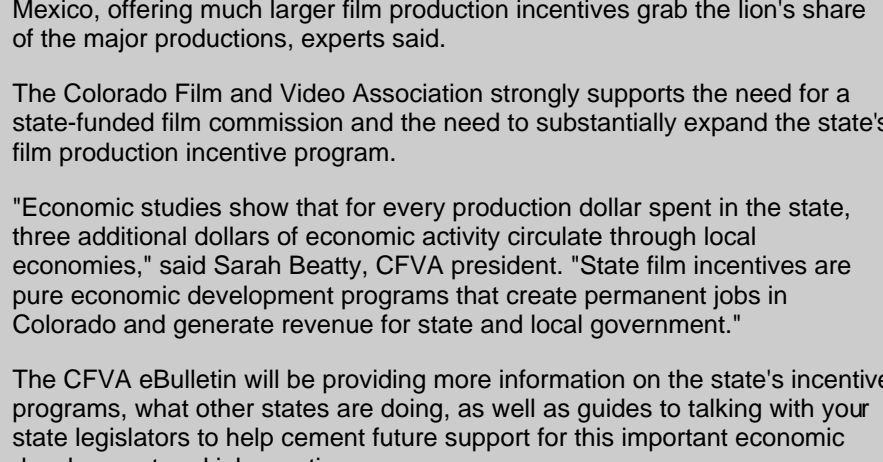 Mexico, offering much larger film production incentives grab the lion's share
of the major productions, experts said.
The Colorado Film and Video Association strongly supports the need for a
state-funded film commission and the need to substantially expand the state's
film production incentive program.
"Economic studies show that for every production dollar spent in the state,
three additional dollars of economic activity circulate through local
economies," said Sarah Beatty, CFVA president. "State film incentives are
pure economic development programs that create permanent jobs in
Colorado and generate revenue for state and local government."
The CFVA eBulletin will be providing more information on the state's incentive
programs, what other states are doing, as well as guides to talking with your
state legislators to help cement future support for this important economic